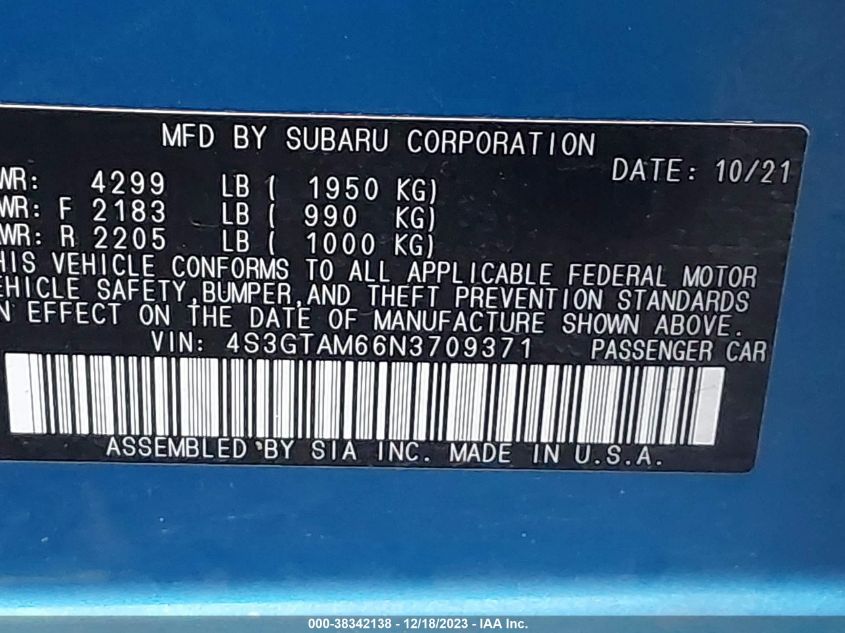 MFD BY SUBARU CORPORATION
DATE: 10/21
WR: 4299 LB ( 1950 KG)
WR: F 2183 LB ( 990 KG)
WR: R 2205 LB ( 1000 KG)
HIS VEHICLE CONFORMS TO ALL APPLICABLE FEDERAL MOTOR
EHICLE SAFETY,BUMPER,AND THEFT PREVENTION STANDARDS
N EFFECT ON THE DATE OF MANUFACTURE SHOWN ABOVE.
VIN: 4S3GTAM66N3709371 PASSENGER CAR
ASSEMBLED BY SIA INC. MADE IN U.S.A.
000-38342138 - 12/18/2023 - IAA Inc.